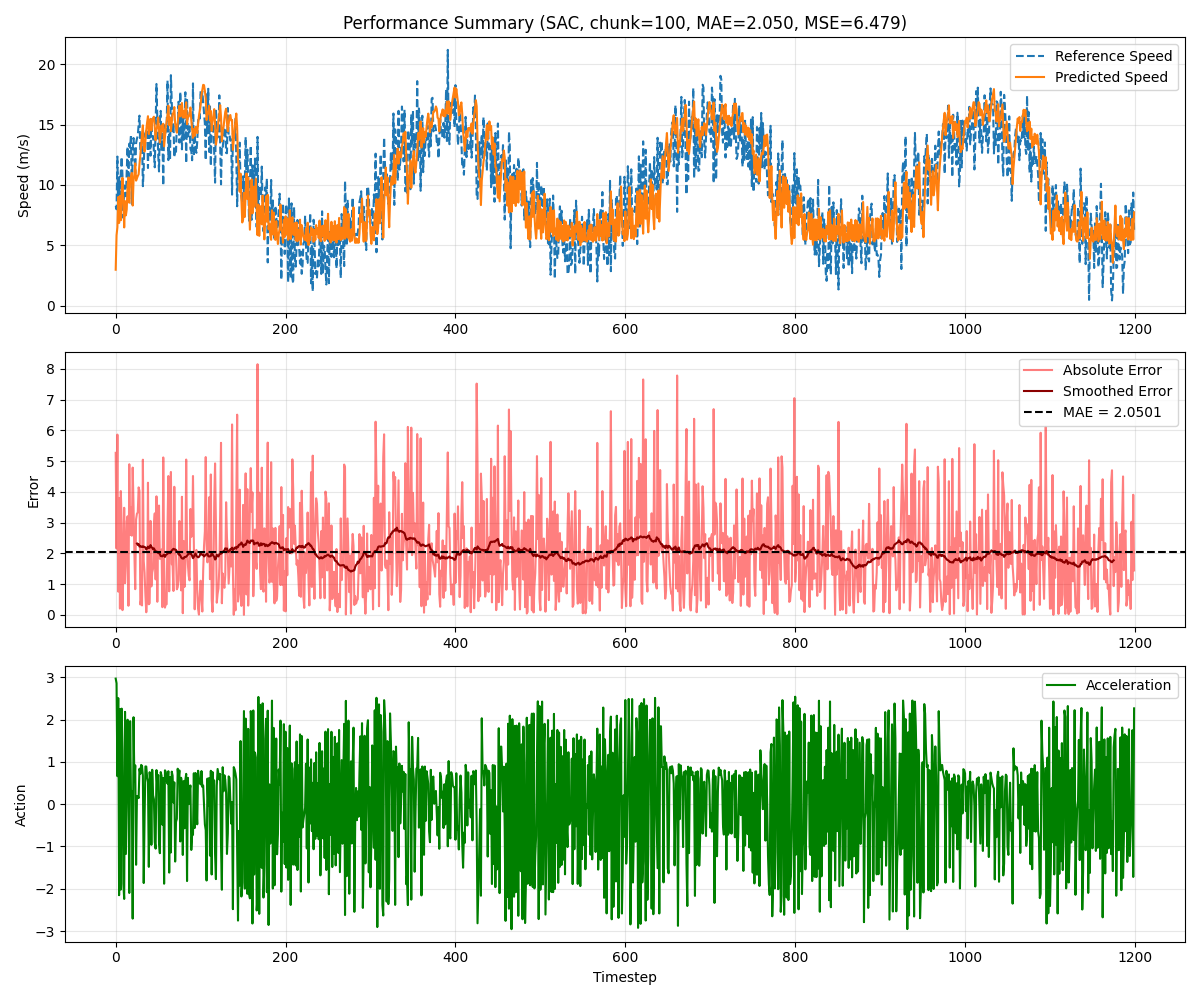 Performance Summary (SAC, chunk=100, MAE=2.050, MSE=6.479)
Speed (m/s)
20
15
10
5
0
Reference Speed
Predicted Speed
0 200 400 600 800 1000 1200
Error
8
7
6
5
4
3
2
1
0
Absolute Error
Smoothed Error
MAE = 2.0501
0 200 400 600 800 1000 1200
Action
3
2
1
0
−1
−2
−3
Acceleration
0 200 400 600 800 1000 1200
Timestep